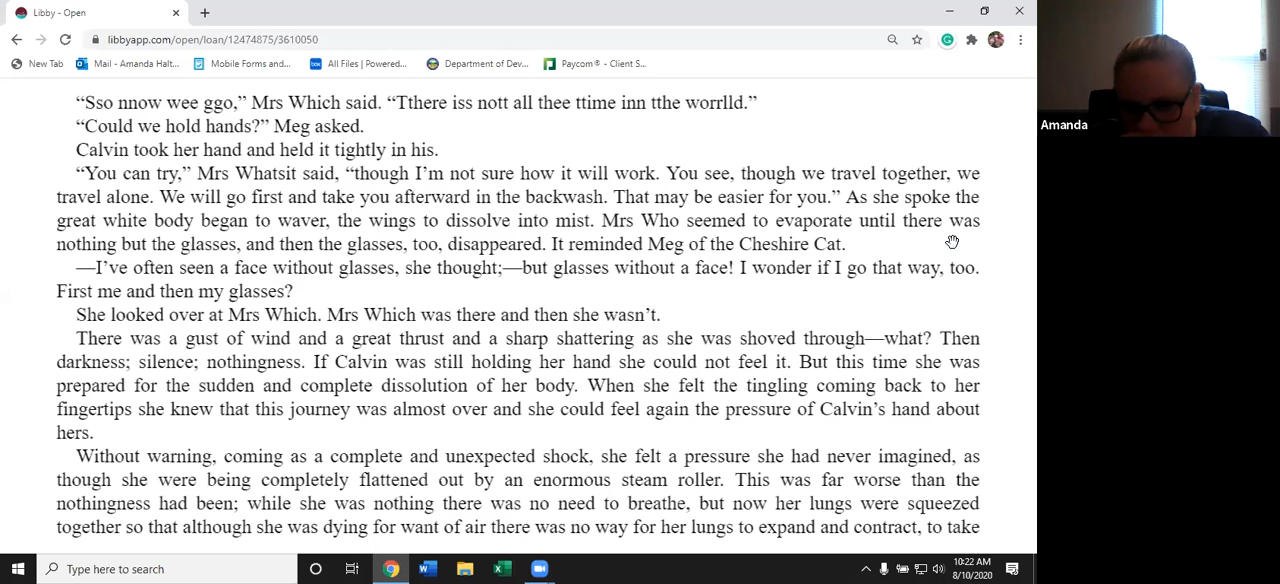 Libby - Open
libbyapp.com/open/loan/12474875/3610050
New Tab
Mail - Amanda Halt...
Mobile Forms and...
All Files | Powered...
Department of Dev...
Paycom® - Client S...
“Sso nnow wee ggo,” Mrs Which said. “Tthere iss nott all thee ttime inn tthe worrlld.”
“Could we hold hands?” Meg asked.
Calvin took her hand and held it tightly in his.
“You can try,” Mrs Whatsit said, “though I’m not sure how it will work. You see, though we travel together, we
travel alone. We will go first and take you afterward in the backwash. That may be easier for you.” As she spoke the
great white body began to waver, the wings to dissolve into mist. Mrs Who seemed to evaporate until there was
nothing but the glasses, and then the glasses, too, disappeared. It reminded Meg of the Cheshire Cat.
—I’ve often seen a face without glasses, she thought;—but glasses without a face! I wonder if I go that way, too.
First me and then my glasses?
She looked over at Mrs Which. Mrs Which was there and then she wasn’t.
There was a gust of wind and a great thrust and a sharp shattering as she was shoved through—what? Then
darkness; silence; nothingness. If Calvin was still holding her hand she could not feel it. But this time she was
prepared for the sudden and complete dissolution of her body. When she felt the tingling coming back to her
fingertips she knew that this journey was almost over and she could feel again the pressure of Calvin’s hand about
hers.
Without warning, coming as a complete and unexpected shock, she felt a pressure she had never imagined, as
though she were being completely flattened out by an enormous steam roller. This was far worse than the
nothingness had been; while she was nothing there was no need to breathe, but now her lungs were squeezed
together so that although she was dying for want of air there was no way for her lungs to expand and contract, to take
Amanda
Type here to search
10:22 AM
8/10/2020